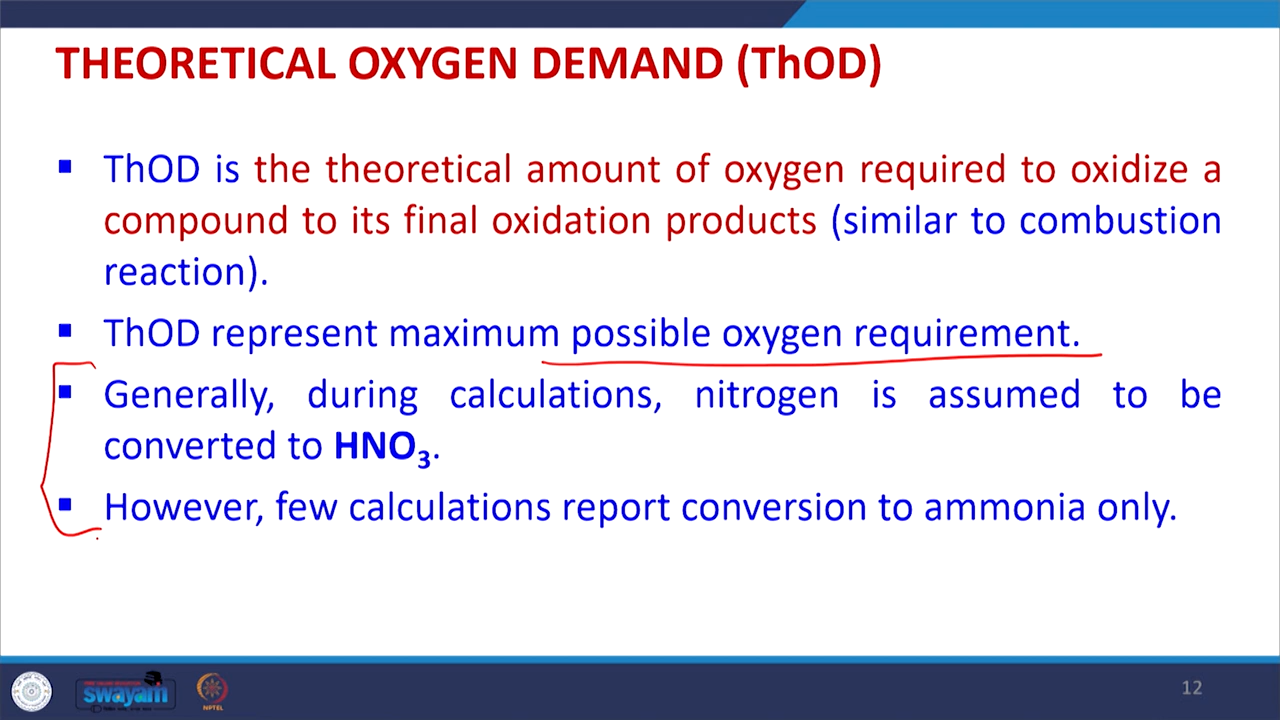 THEORETICAL OXYGEN DEMAND (ThOD)
▪ ThOD is the theoretical amount of oxygen required to oxidize a
compound to its final oxidation products (similar to combustion
reaction).
▪ ThOD represent maximum possible oxygen requirement.
▪ Generally, during calculations, nitrogen is assumed to be
converted to HNO₃.
▪ However, few calculations report conversion to ammonia only.
swayam
NPTEL
12